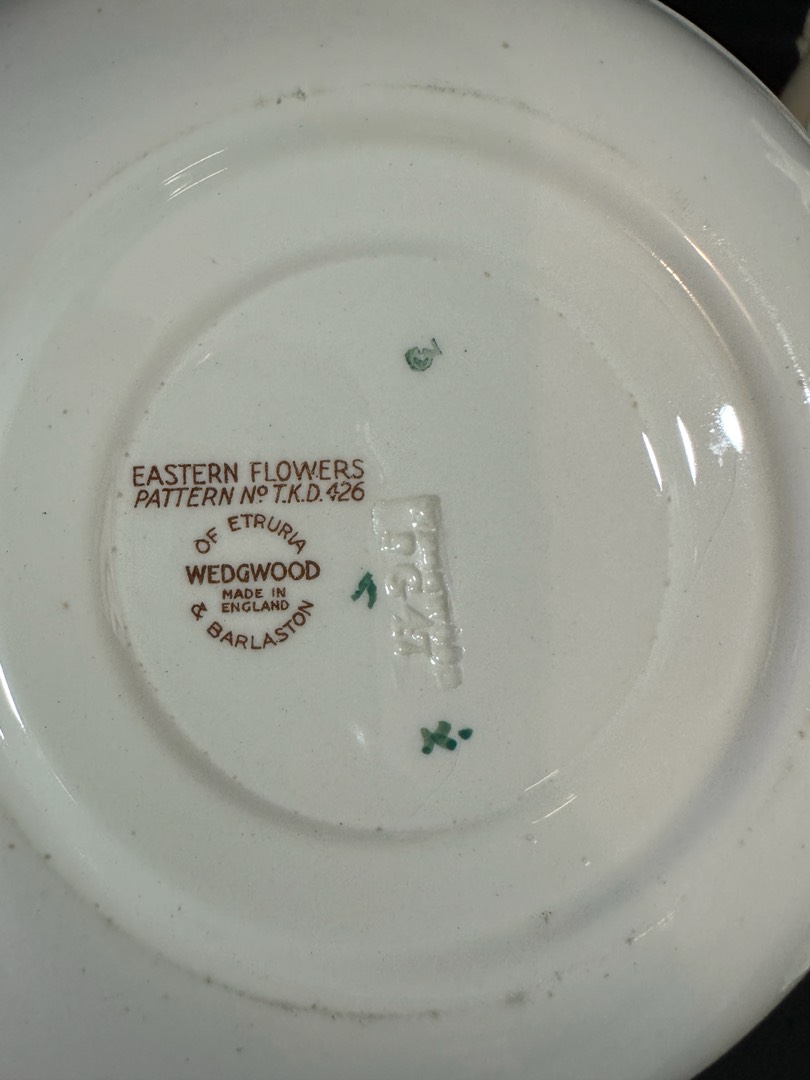 EASTERN FLOWERS
PATTERN Nº T.K.D. 426
OF ETRURIA
WEDGWOOD
MADE IN
ENGLAND
& BARLASTON